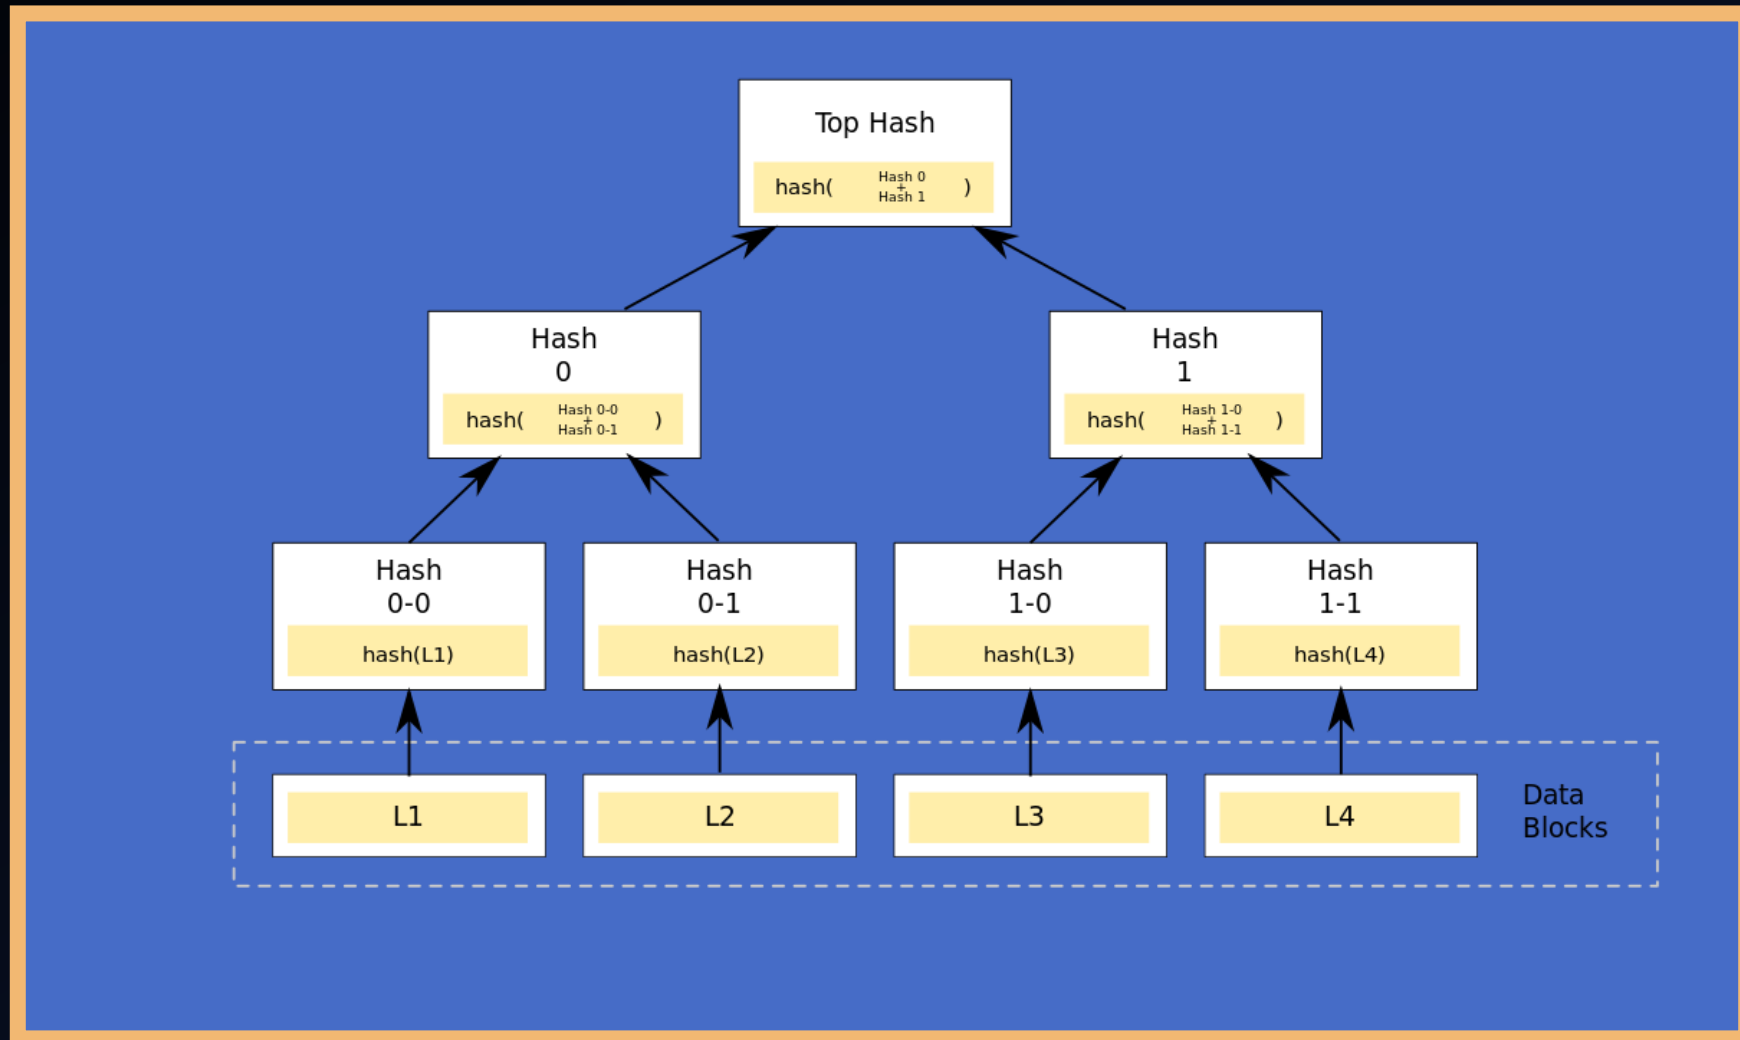 Top Hash
hash(
Hash 0
+
Hash 1
)
Hash
0
hash(
Hash 0-0
+
Hash 0-1
)
Hash
1
hash(
Hash 1-0
+
Hash 1-1
)
Hash
0-0
hash(L1)
Hash
0-1
hash(L2)
Hash
1-0
hash(L3)
Hash
1-1
hash(L4)
L1
L2
L3
L4
Data
Blocks